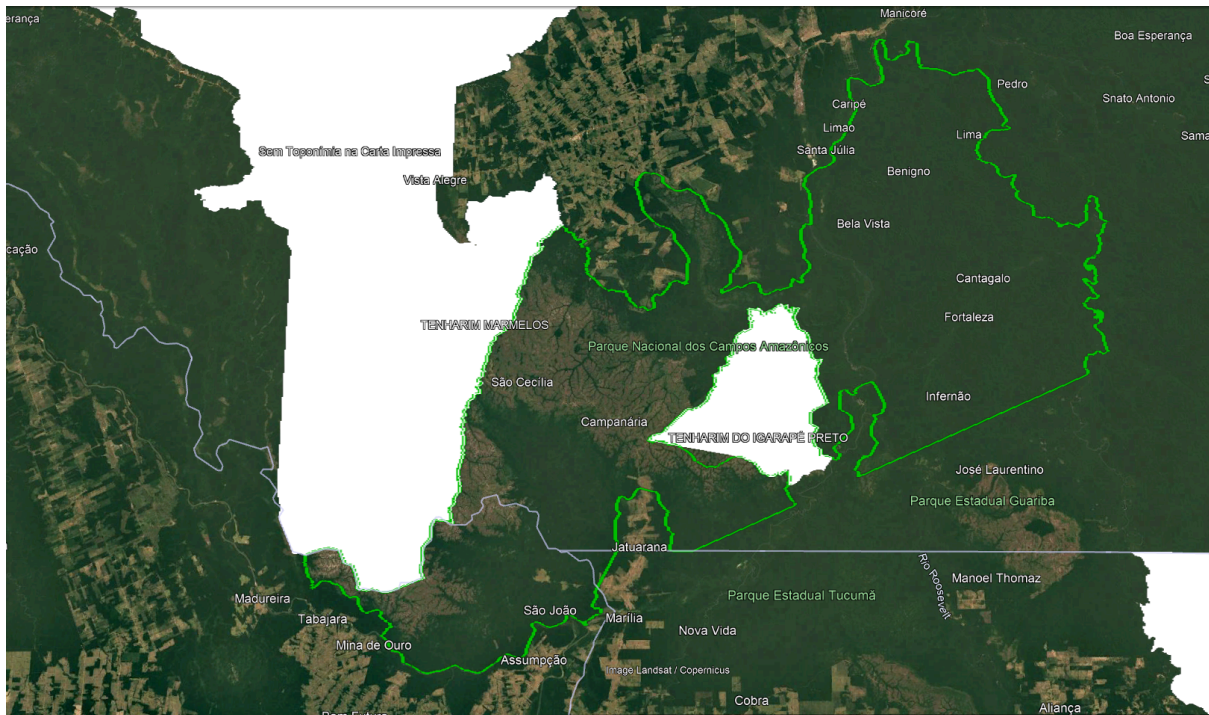 erança
Manicoré
Boa Esperança
Pedro
Snato Antonio
Caripé
Limao
Lima
Sama
Santa Júlia
Sem Toponímia na Carta Impressa
Benigno
Vista Alegre
Bela Vista
cação
Cantagalo
Fortaleza
TENHARIM MARMELOS
Parque Nacional dos Campos Amazônicos
São Cecília
Infernão
Campanária
TENHARIM DO IGARAPÉ PRETO
José Laurentino
Parque Estadual Guariba
Jatuarana
Rio Roosevelt
Manoel Thomaz
Madureira
Parque Estadual Tucumã
São João
Tabajara
Marília
Nova Vida
Mina de Ouro
Assumpção
Image Landsat / Copernicus
Cobra
Aliança